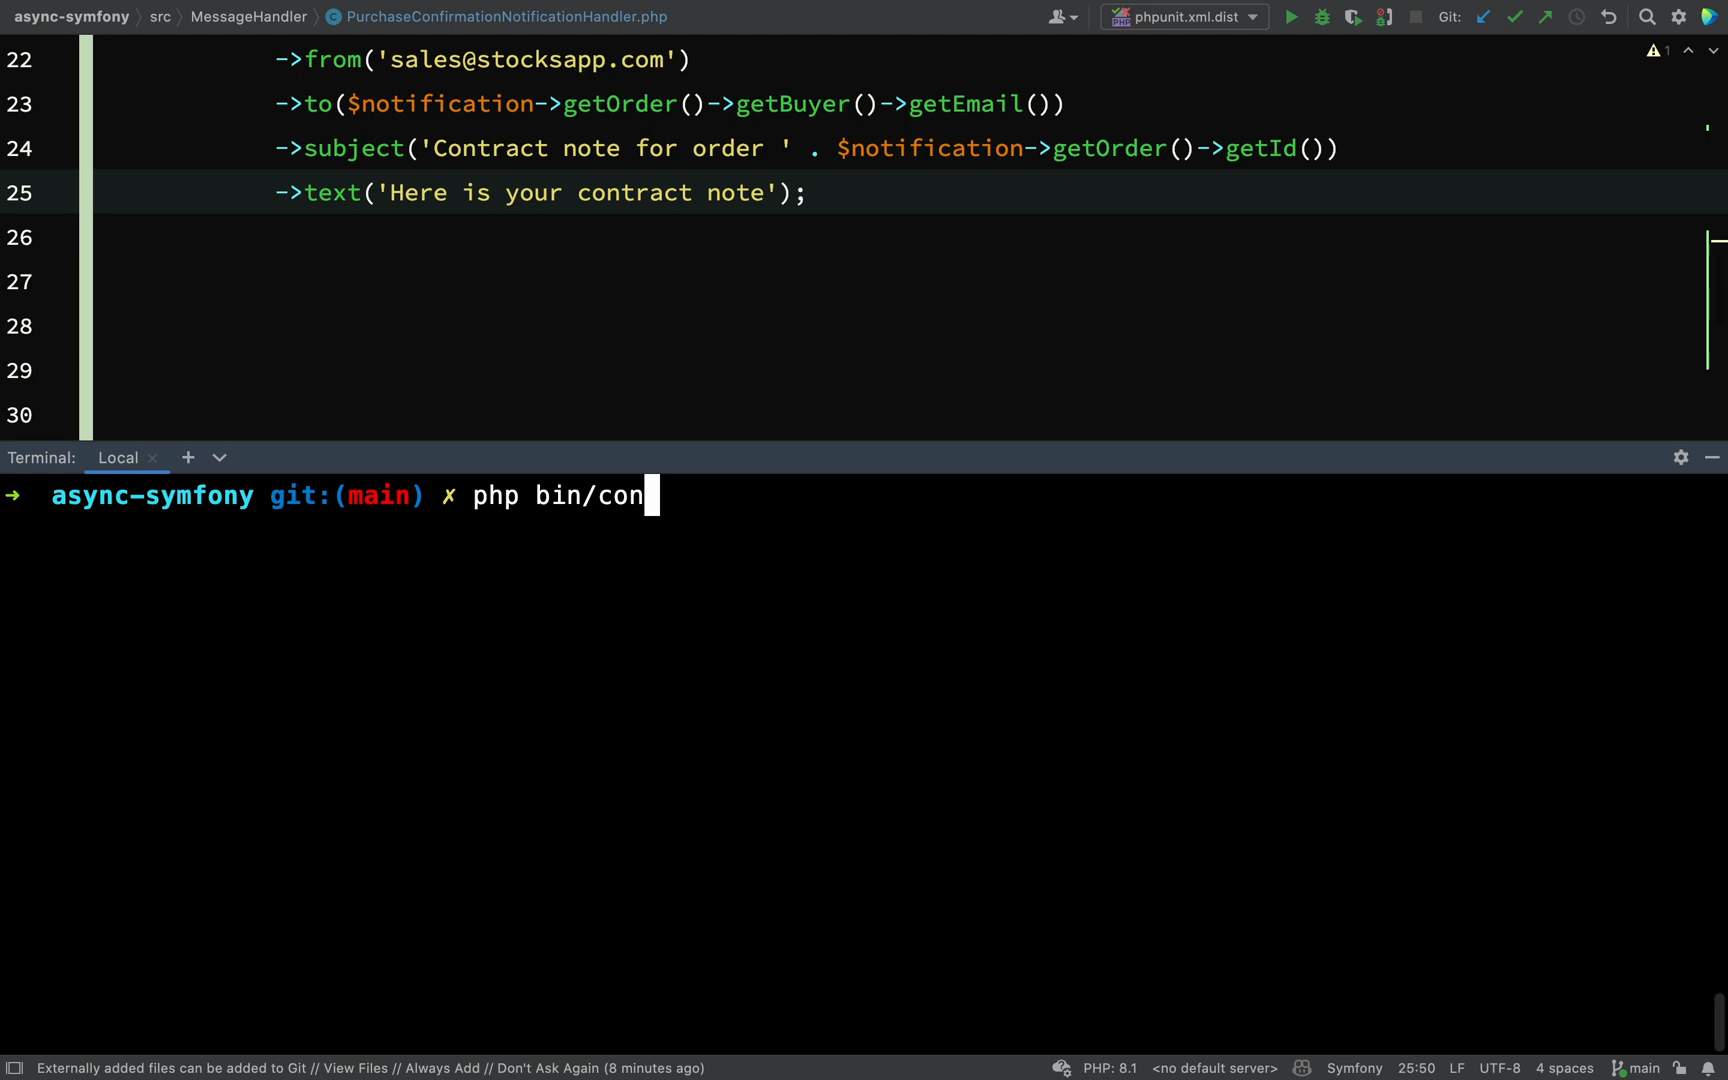 async-symfony 〉 src 〉 MessageHandler 〉 C PurchaseConfirmationNotificationHandler.php phpunit.xml.dist Git:
22 ->from('sales@stocksapp.com')
1
23 ->to($notification->getOrder()->getBuyer()->getEmail())
24 ->subject('Contract note for order ' . $notification->getOrder()->getId())
25 ->text('Here is your contract note');
26
27
28
29
30
Terminal: Local × +
➜ async-symfony git:(main) ✗ php bin/con
Externally added files can be added to Git // View Files // Always Add // Don't Ask Again (8 minutes ago) PHP: 8.1 <no default server> Symfony 25:50 LF UTF-8 4 spaces main